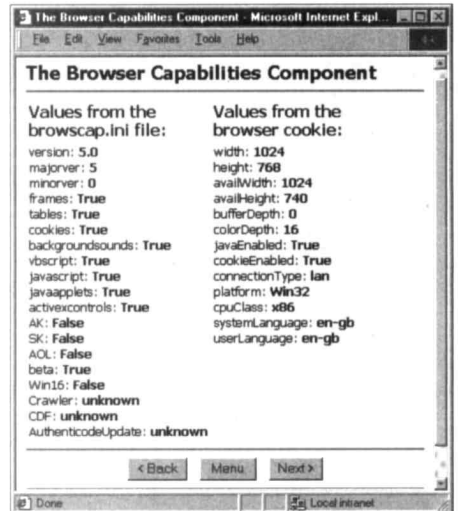 The Browser Capabilities Component - Microsoft Internet Expl...
File Edit View Favorites Tools Help
The Browser Capabilities Component
Values from the
browscap.ini file:
version: 5.0
majorver: 5
minorver: 0
frames: True
tables: True
cookies: True
backgroundsounds: True
vbscript: True
javascript: True
javaapplets: True
activexcontrols: True
AK: False
SK: False
AOL: False
beta: True
Win16: False
Crawler: unknown
CDF: unknown
AuthenticodeUpdate: unknown
Values from the
browser cookie:
width: 1024
height: 768
availWidth: 1024
availHeight: 740
bufferDepth: 0
colorDepth: 16
javaEnabled: True
cookieEnabled: True
connectionType: lan
platform: Win32
cpuClass: x86
systemLanguage: en-gb
userLanguage: en-gb
< Back Menu Next >
Done Local intranet